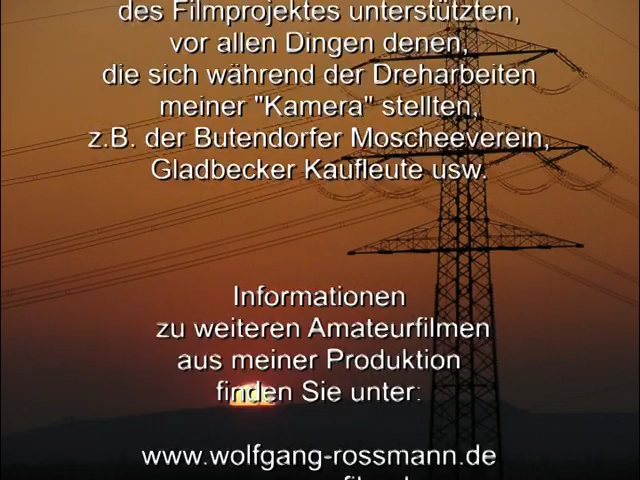 des Filmprojektes unterstützten,
vor allen Dingen denen,
die sich während der Dreharbeiten
meiner "Kamera" stellten,
z.B. der Butendorfer Moscheeverein,
Gladbecker Kaufleute usw.
Informationen
zu weiteren Amateurfilmen
aus meiner Produktion
finden Sie unter:
www.wolfgang-rossmann.de